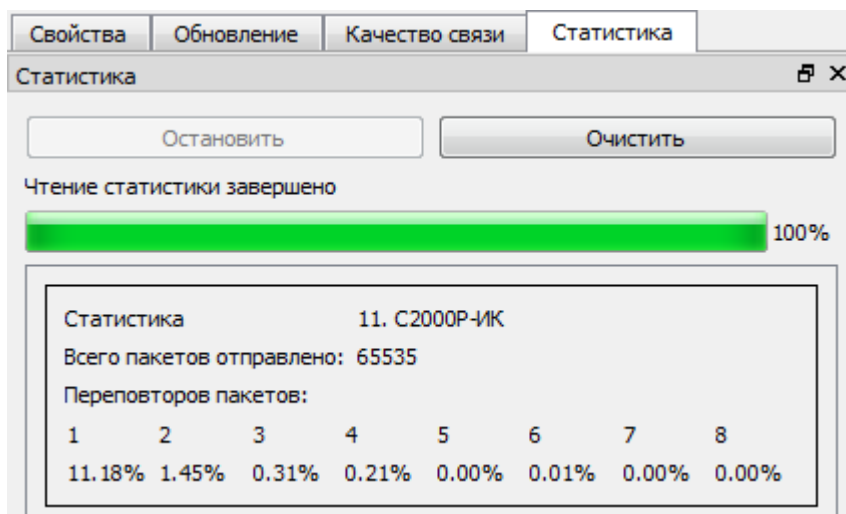 Свойства Обновление Качество связи Статистика
Статистика
Остановить Очистить
Чтение статистики завершено
100%
Статистика 11. С2000Р-ИК
Всего пакетов отправлено: 65535
Переповторов пакетов:
1 2 3 4 5 6 7 8
11.18% 1.45% 0.31% 0.21% 0.00% 0.01% 0.00% 0.00%